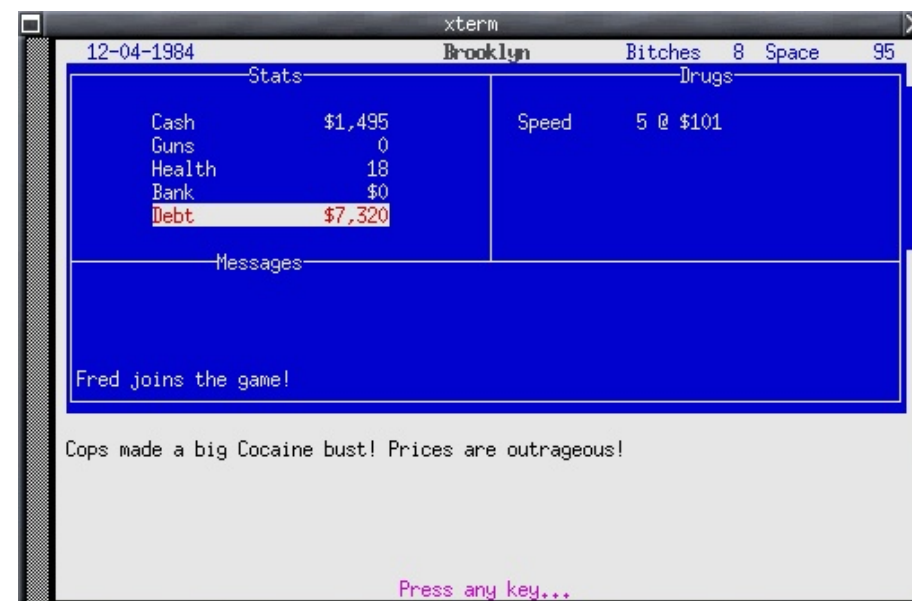 xterm
12-04-1984 Brooklyn Bitches 8 Space 95
Stats Drugs
Cash $1,495 Speed 5 @ $101
Guns 0
Health 18
Bank $0
Debt $7,320
Messages
Fred joins the game!
Cops made a big Cocaine bust! Prices are outrageous!
Press any key...